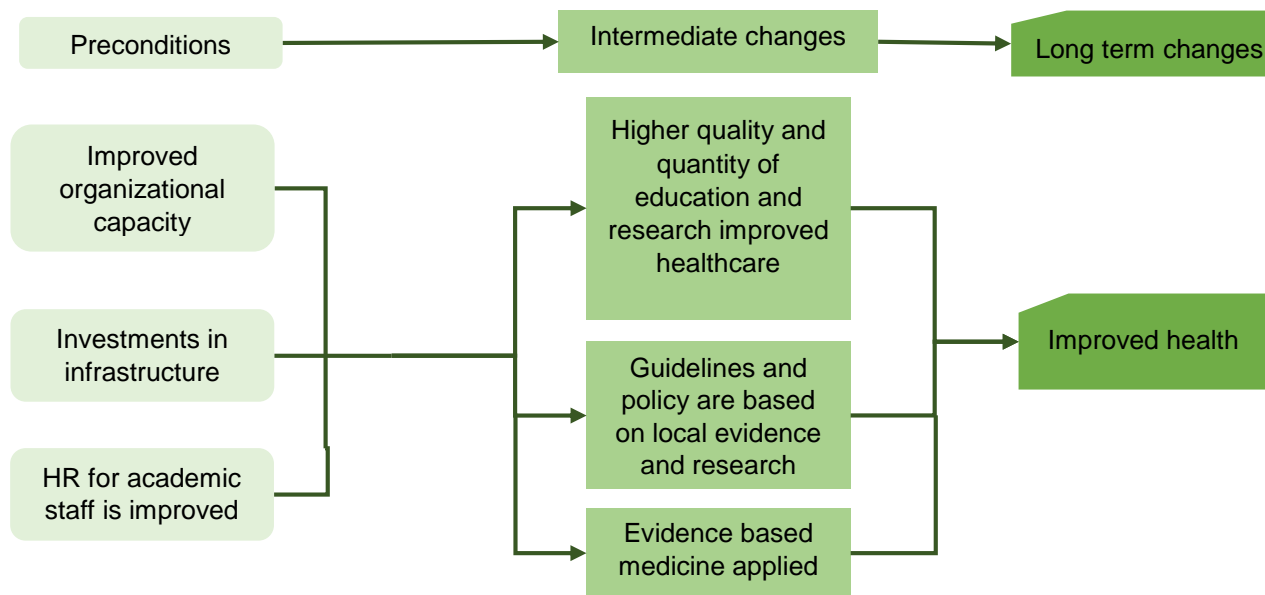 Preconditions
Intermediate changes
Long term changes
Improved
organizational
capacity
Investments in
infrastructure
HR for academic
staff is improved
Higher quality and
quantity of
education and
research improved
healthcare
Guidelines and
policy are based
on local evidence
and research
Evidence based
medicine applied
Improved health